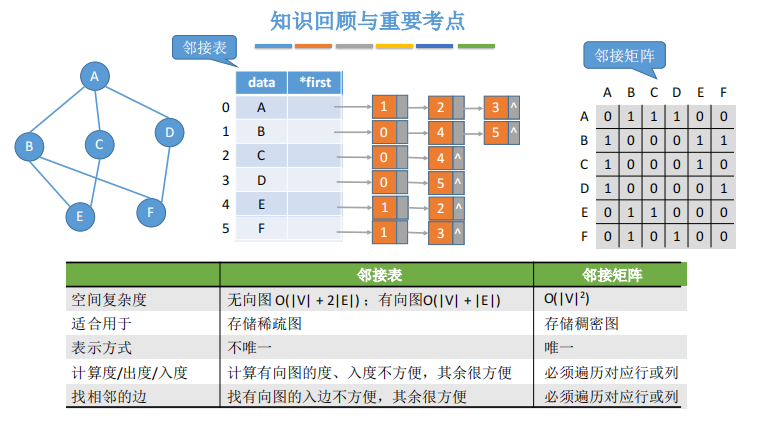 知识回顾与重要考点
邻接表
邻接矩阵
A
B
C
D
E
F
data *first
0 A 1 2 3 ^
1 B 0 4 5 ^
2 C 0 4 ^
3 D 0 5 ^
4 E 1 2 ^
5 F 1 3 ^
A B C D E F
A 0 1 1 1 0 0
B 1 0 0 0 1 1
C 1 0 0 0 1 0
D 1 0 0 0 0 1
E 0 1 1 0 0 0
F 0 1 0 1 0 0
邻接表 邻接矩阵
空间复杂度 无向图 O(|V| + 2|E|)；有向图O(|V| + |E|) O(|V|²)
适合用于 存储稀疏图 存储稠密图
表示方式 不唯一 唯一
计算度/出度/入度 计算有向图的度、入度不方便，其余很方便 必须遍历对应行或列
找相邻的边 找有向图的入边不方便，其余很方便 必须遍历对应行或列